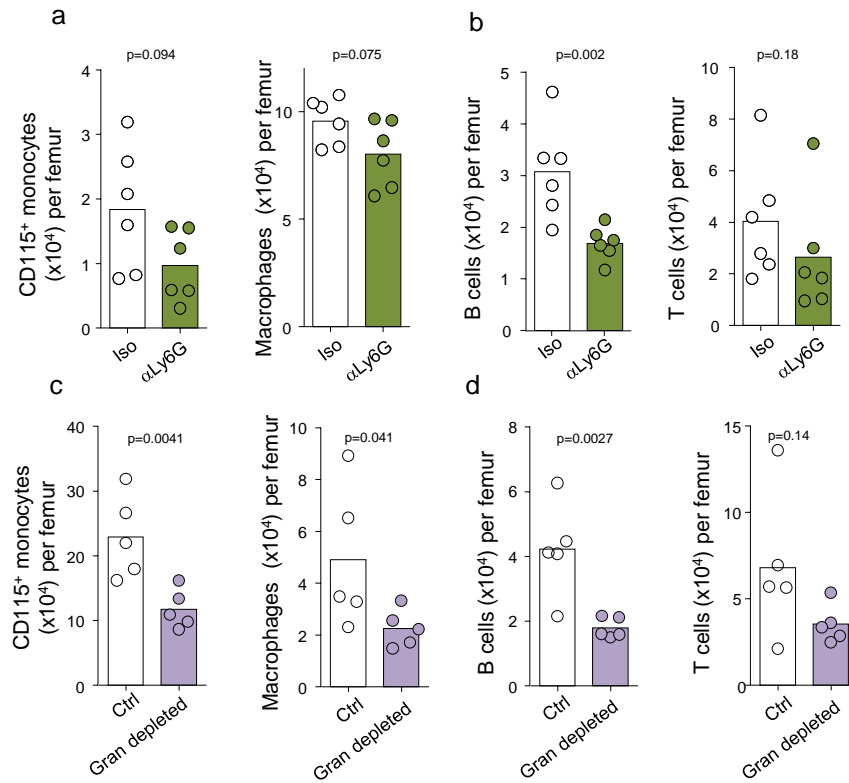 a
p=0.094
CD115+ monocytes
(x10⁴) per femur
4
3
2
1
0
Iso
αLy6G
p=0.075
Macrophages (x10⁴) per femur
10
5
0
Iso
αLy6G
b
p=0.002
B cells (x10⁴) per femur
5
4
3
2
1
0
Iso
αLy6G
p=0.18
T cells (x10⁴) per femur
10
8
6
4
2
0
Iso
αLy6G
c
p=0.0041
CD115⁺ monocytes
(x10⁴) per femur
40
30
20
10
0
Ctrl
Gran depleted
p=0.041
Macrophages (x10⁴) per femur
10
8
6
4
2
0
Ctrl
Gran depleted
d
p=0.0027
B cells (x10⁴) per femur
8
6
4
2
0
Ctrl
Gran depleted
p=0.14
T cells (x10⁴) per femur
15
10
5
0
Ctrl
Gran depleted